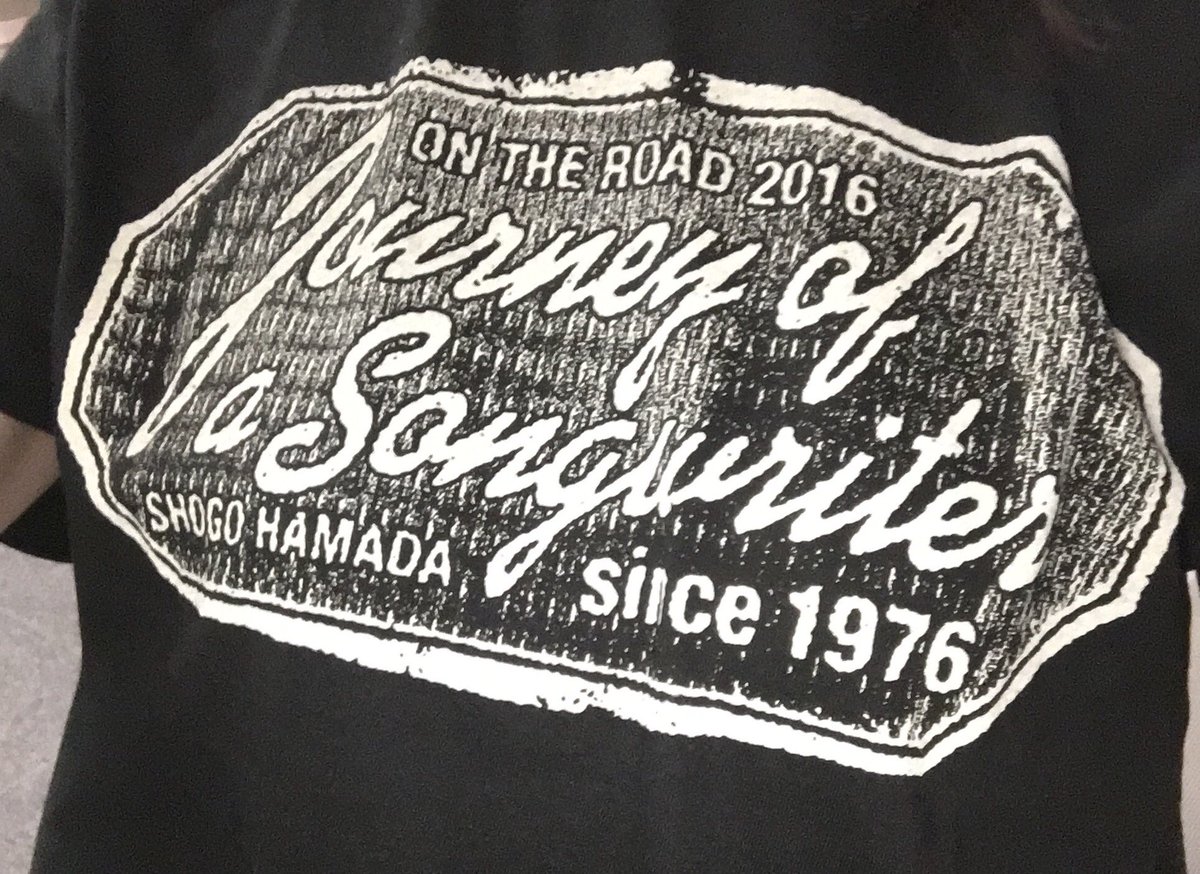 ON THE ROAD 2016
Journey of
a Songwriter
SHOGO HAMADA
since 1976